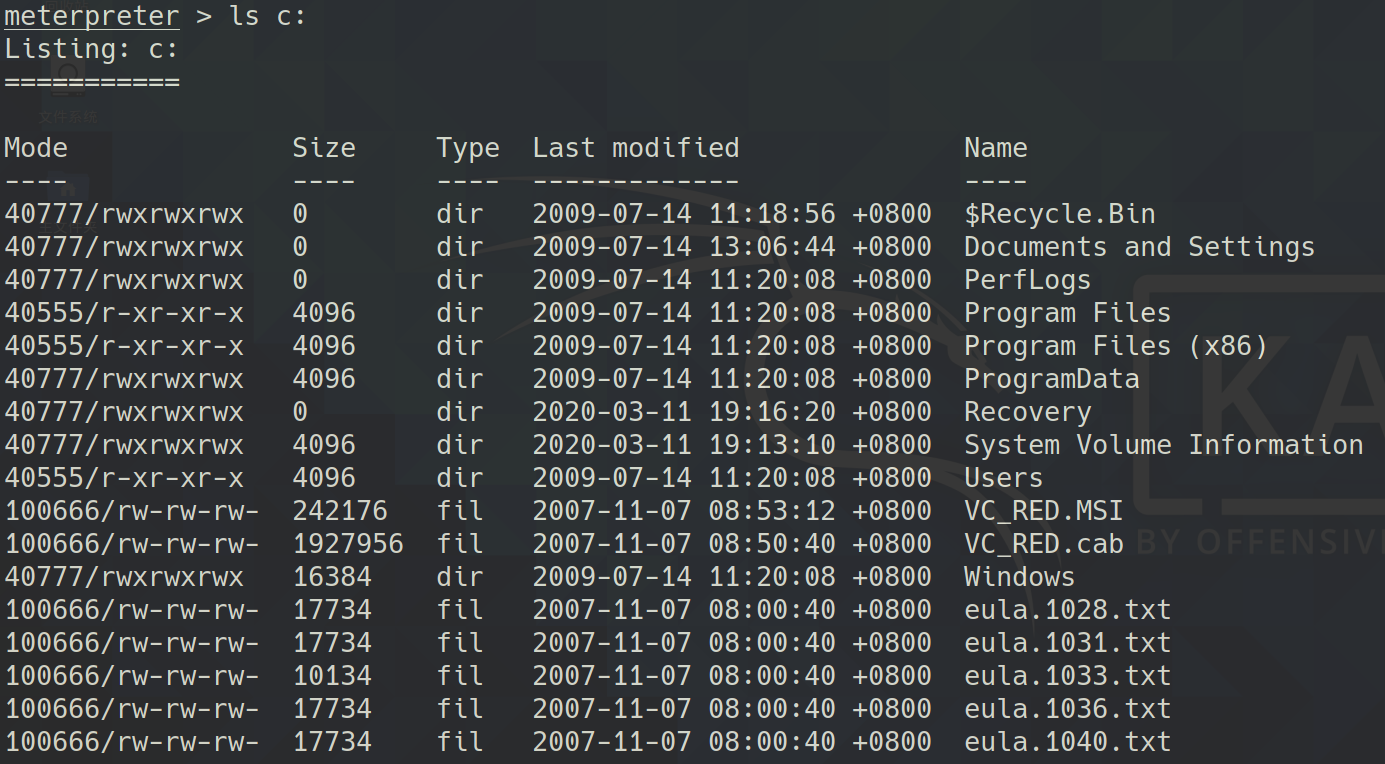 meterpreter > ls c:
Listing: c:
===========
文件系统
Mode              Size     Type  Last modified              Name
----              ----     ----  -------------              ----
40777/rwxrwxrwx   0        dir   2009-07-14 11:18:56 +0800  $Recycle.Bin
40777/rwxrwxrwx   0        dir   2009-07-14 13:06:44 +0800  Documents and Settings
40777/rwxrwxrwx   0        dir   2009-07-14 11:20:08 +0800  PerfLogs
40555/r-xr-xr-x   4096     dir   2009-07-14 11:20:08 +0800  Program Files
40555/r-xr-xr-x   4096     dir   2009-07-14 11:20:08 +0800  Program Files (x86)
40777/rwxrwxrwx   4096     dir   2009-07-14 11:20:08 +0800  ProgramData
40777/rwxrwxrwx   0        dir   2020-03-11 19:16:20 +0800  Recovery
40777/rwxrwxrwx   4096     dir   2020-03-11 19:13:10 +0800  System Volume Information
40555/r-xr-xr-x   4096     dir   2009-07-14 11:20:08 +0800  Users
100666/rw-rw-rw-  242176   fil   2007-11-07 08:53:12 +0800  VC_RED.MSI
100666/rw-rw-rw-  1927956  fil   2007-11-07 08:50:40 +0800  VC_RED.cab
KA
BY OFFENSIV
40777/rwxrwxrwx   16384    dir   2009-07-14 11:20:08 +0800  Windows
100666/rw-rw-rw-  17734    fil   2007-11-07 08:00:40 +0800  eula.1028.txt
100666/rw-rw-rw-  17734    fil   2007-11-07 08:00:40 +0800  eula.1031.txt
100666/rw-rw-rw-  10134    fil   2007-11-07 08:00:40 +0800  eula.1033.txt
100666/rw-rw-rw-  17734    fil   2007-11-07 08:00:40 +0800  eula.1036.txt
100666/rw-rw-rw-  17734    fil   2007-11-07 08:00:40 +0800  eula.1040.txt